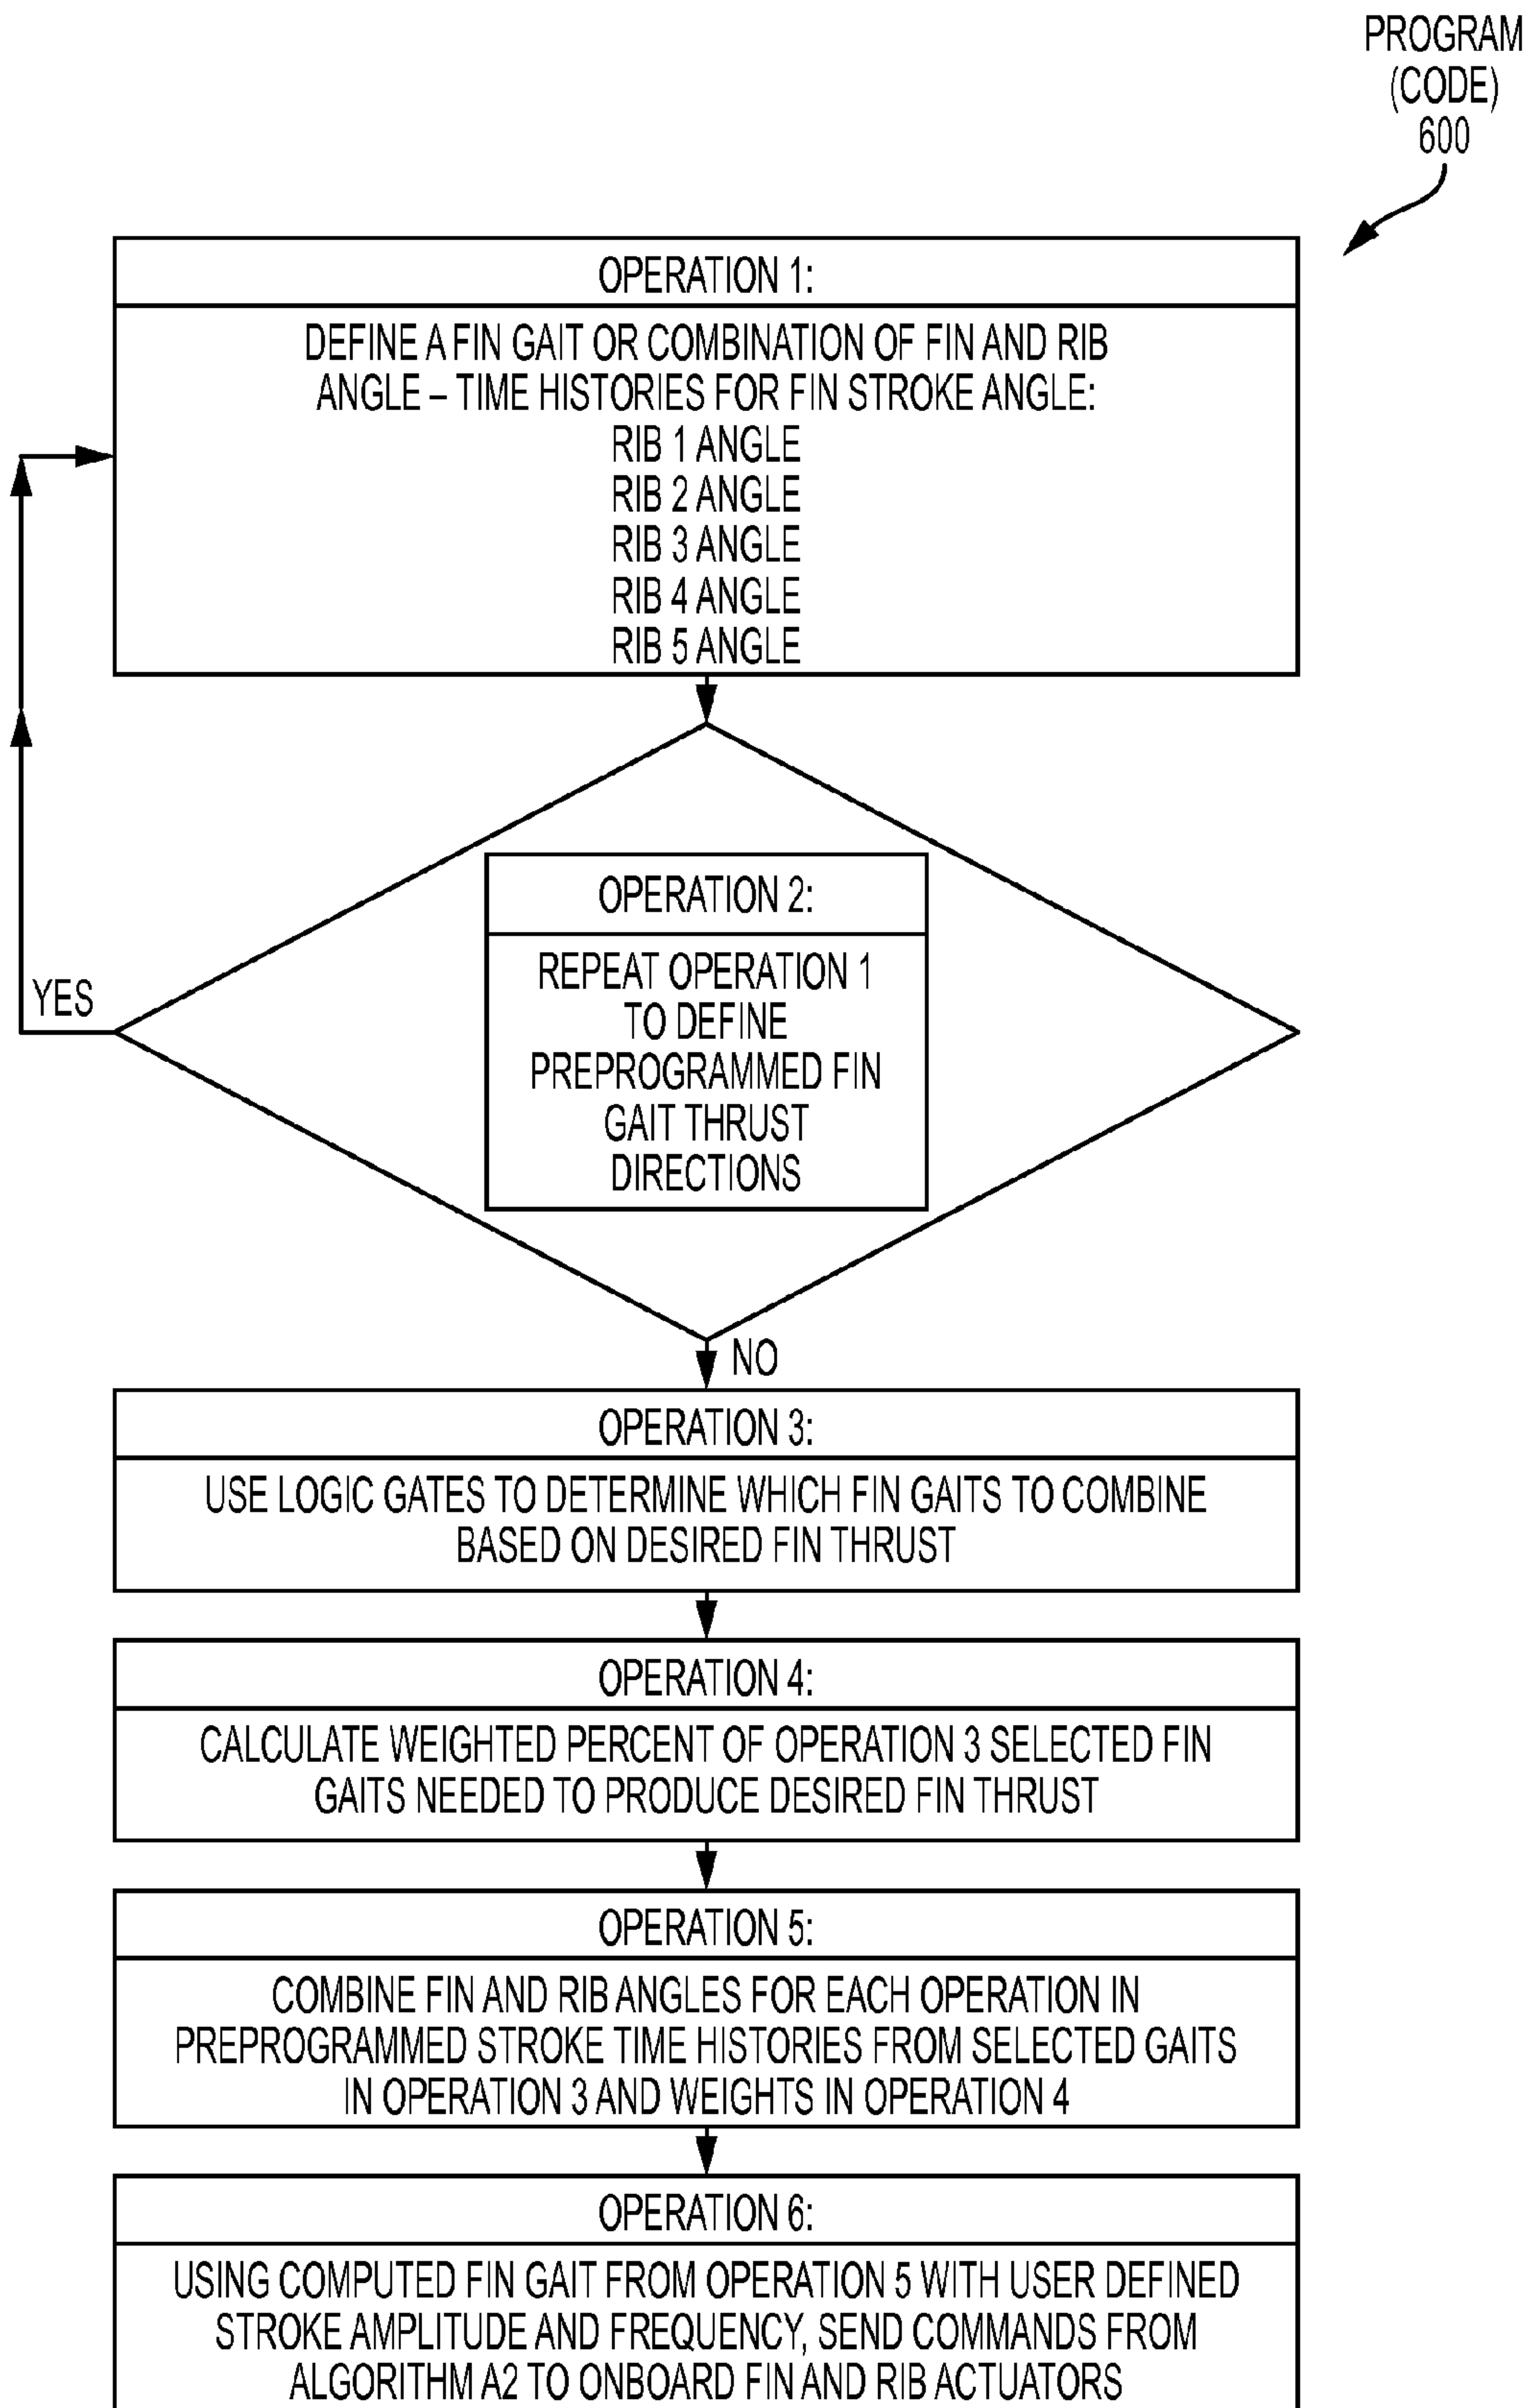 PROGRAM
(CODE)
600
OPERATION 1:
DEFINE A FIN GAIT OR COMBINATION OF FIN AND RIB
ANGLE – TIME HISTORIES FOR FIN STROKE ANGLE:
RIB 1 ANGLE
RIB 2 ANGLE
RIB 3 ANGLE
RIB 4 ANGLE
RIB 5 ANGLE
OPERATION 2:
REPEAT OPERATION 1
TO DEFINE
PREPROGRAMMED FIN
GAIT THRUST
DIRECTIONS
YES
NO
OPERATION 3:
USE LOGIC GATES TO DETERMINE WHICH FIN GAITS TO COMBINE
BASED ON DESIRED FIN THRUST
OPERATION 4:
CALCULATE WEIGHTED PERCENT OF OPERATION 3 SELECTED FIN
GAITS NEEDED TO PRODUCE DESIRED FIN THRUST
OPERATION 5:
COMBINE FIN AND RIB ANGLES FOR EACH OPERATION IN
PREPROGRAMMED STROKE TIME HISTORIES FROM SELECTED GAITS
IN OPERATION 3 AND WEIGHTS IN OPERATION 4
OPERATION 6:
USING COMPUTED FIN GAIT FROM OPERATION 5 WITH USER DEFINED
STROKE AMPLITUDE AND FREQUENCY, SEND COMMANDS FROM
ALGORITHM A2 TO ONBOARD FIN AND RIB ACTUATORS